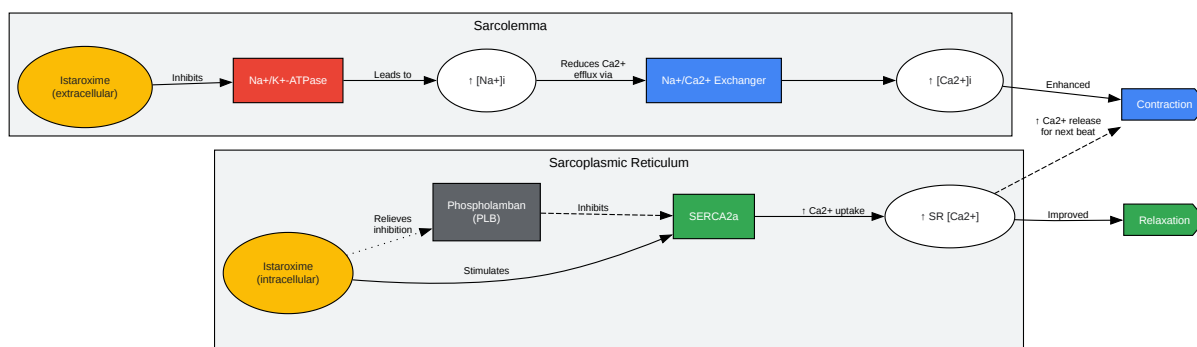 Sarcolemma
Istaroxime
(extracellular)
Inhibits
Na+/K+-ATPase
Leads to
↑ [Na+]i
Reduces Ca2+
efflux via
Na+/Ca2+ Exchanger
↑ [Ca2+]i
Enhanced
Contraction
↑ Ca2+ release
for next beat
Sarcoplasmic Reticulum
Istaroxime
(intracellular)
Relieves
inhibition
Phospholamban
(PLB)
Inhibits
Stimulates
SERCA2a
↑ Ca2+ uptake
↑ SR [Ca2+]
Improved
Relaxation